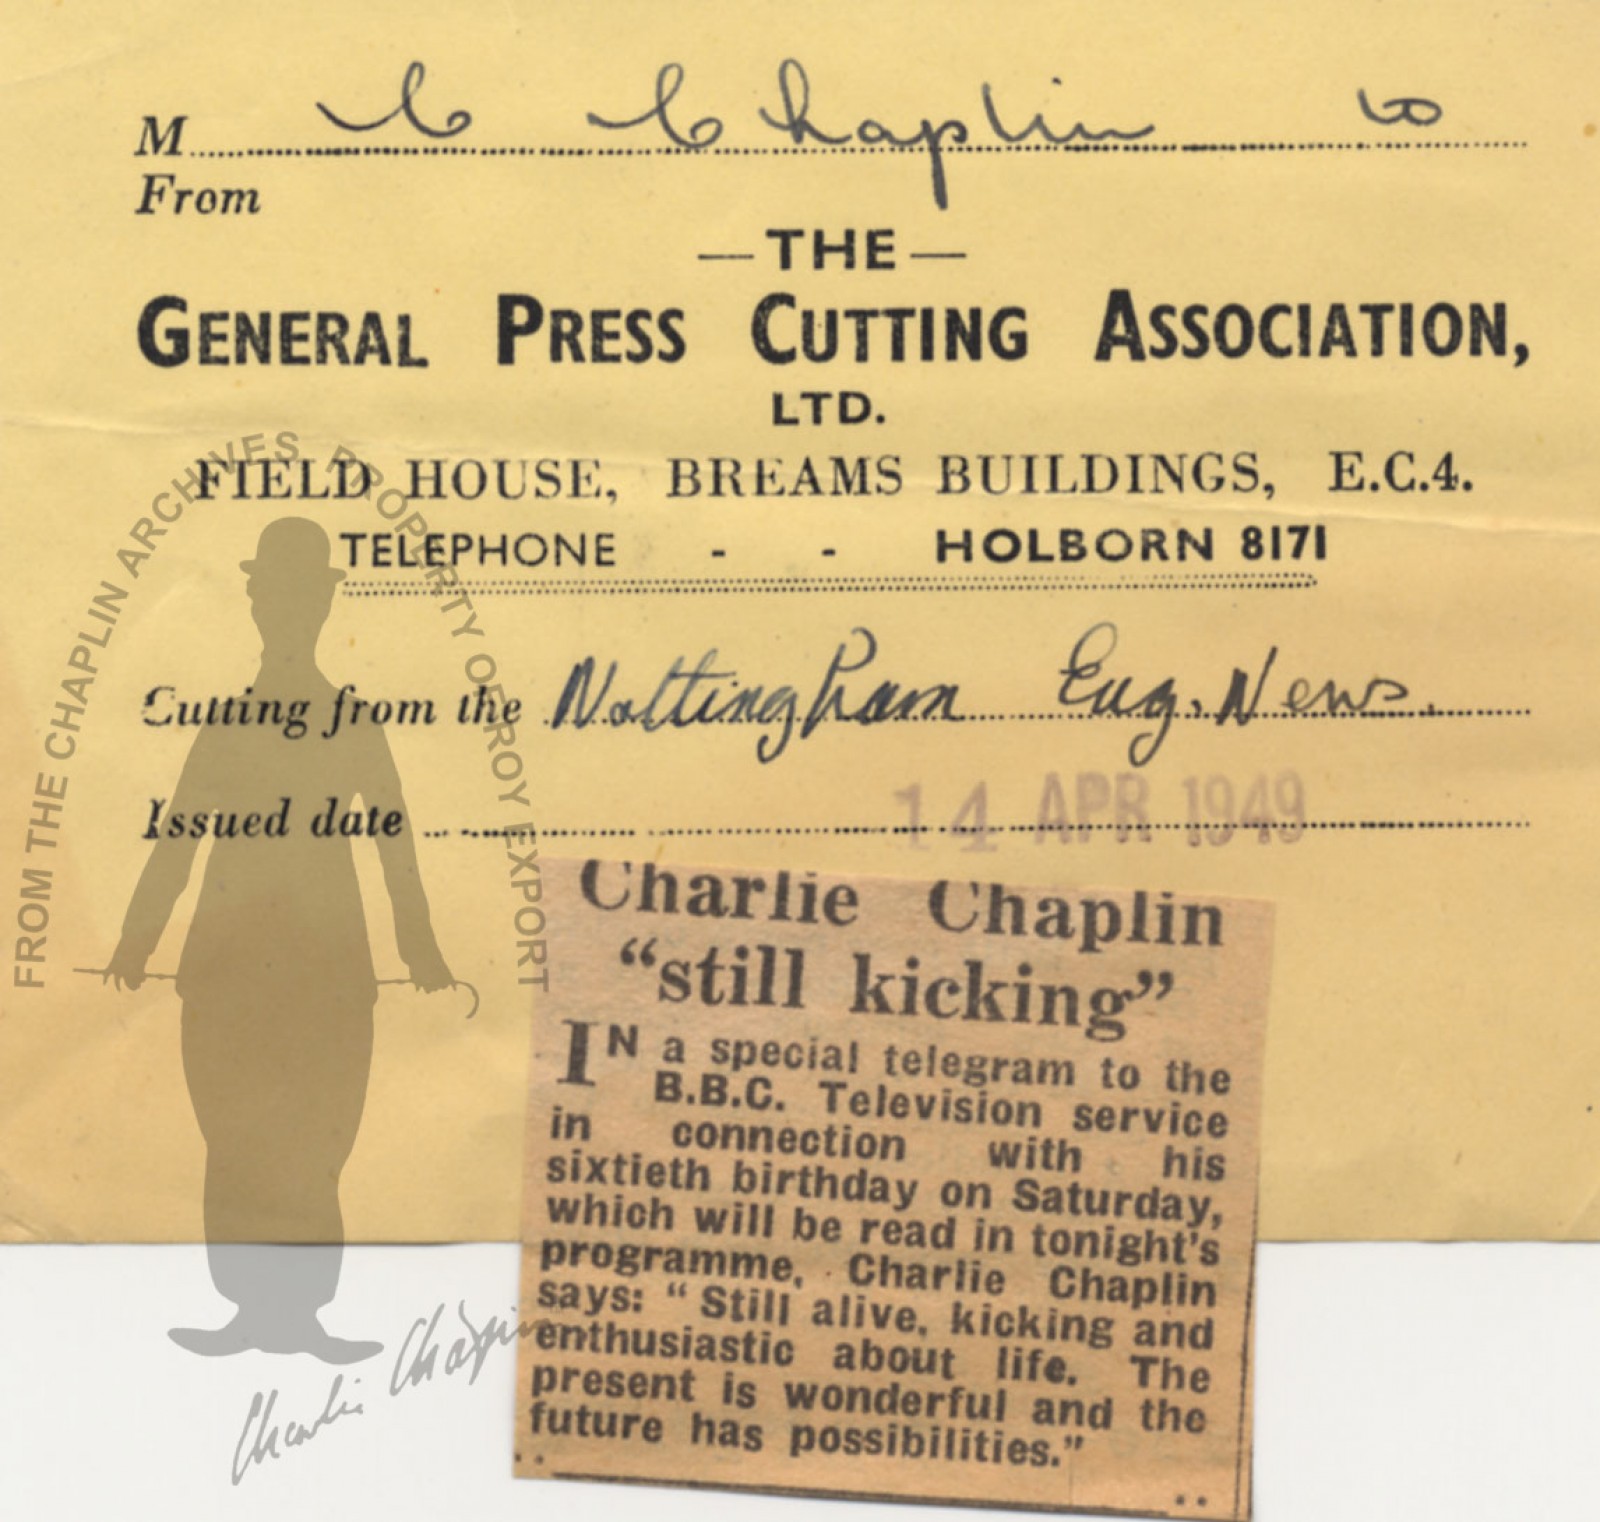 M C C Chaplin
From
— THE —
GENERAL PRESS CUTTING ASSOCIATION,
LTD.
FIELD HOUSE, BREAMS BUILDINGS, E.C.4.
TELEPHONE - - HOLBORN 8171
Cutting from the Nottingham Eug. News.
Issued date 14 APR 1949
Charlie Chaplin
“still kicking”
IN a special telegram to the
B.B.C. Television service
in connection with his
sixtieth birthday on Saturday,
which will be read in tonight's
programme, Charlie Chaplin
says: “Still alive, kicking and
enthusiastic about life. The
present is wonderful and the
future has possibilities.”
FROM THE CHAPLIN ARCHIVES PROPERTY OF ROY EXPORT
Charlie Chaplin